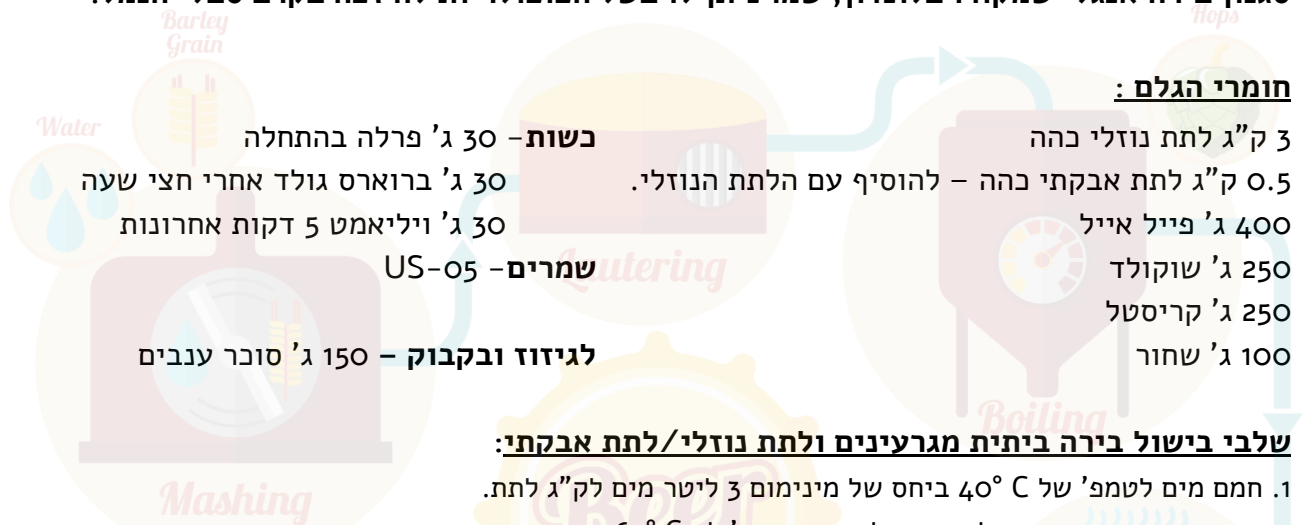 Barley
Grain
Hops
חומרי הגלם :
3 ק"ג לתת נוזלי כהה
0.5 ק"ג לתת אבקתי כהה – להוסיף עם הלתת הנוזלי.
400 ג' פייל אייל
250 ג' שוקולד
250 ג' קריסטל
100 ג' שחור
כשות- 30 ג' פרלה בהתחלה
30 ג' ברוארס גולד אחרי חצי שעה
30 ג' ויליאמט 5 דקות אחרונות
שמרים- US-05
לגיזוז ובקבוק – 150 ג' סוכר ענבים
Water
Lautering
Boiling
שלבי בישול בירה ביתית מגרעינים ולתת נוזלי/לתת אבקתי:
1. חמם מים לטמפ' של 40° C ביחס של מינימום 3 ליטר מים לק"ג לתת.
Mashing
Beer